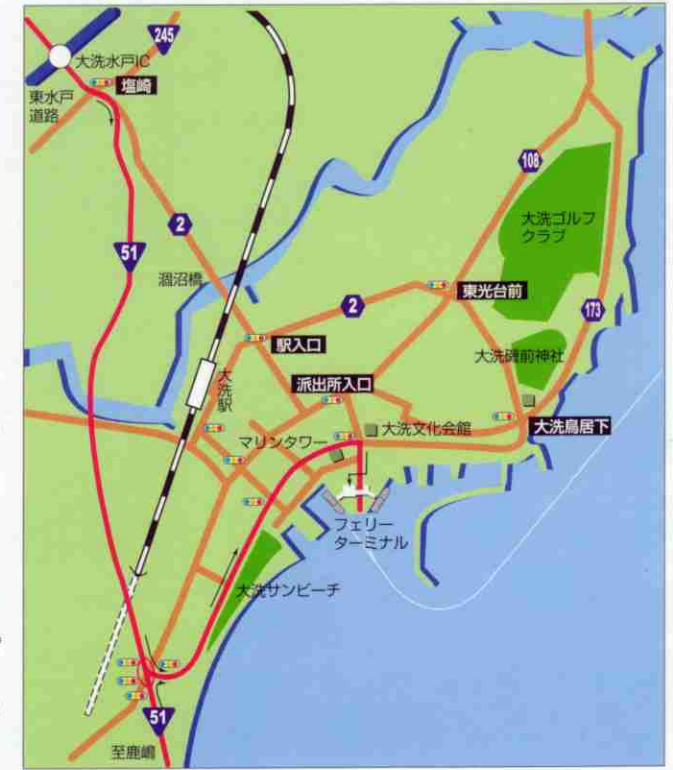 245
大洗水戸IC
塩崎
東水戸
道路
108
大洗ゴルフ
クラブ
2
51
涸沼橋
東光台前
2
173
駅入口
大洗磯前神社
大洗駅
派出所入口
マリンタワー
大洗文化会館
大洗鳥居下
フェリー
ターミナル
大洗サンビーチ
51
至鹿嶋